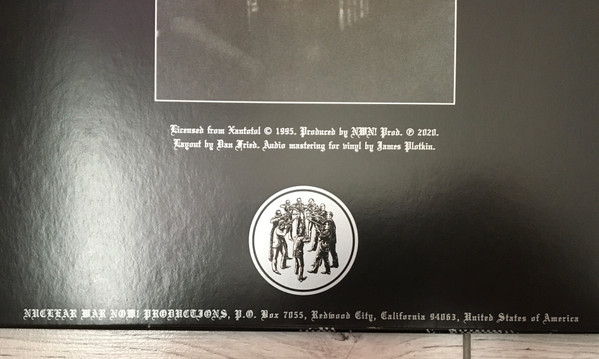 Licensed from Xantotol © 1995. Produced by NWN! Prod. ℗ 2020.
Layout by Dan Fried. Audio mastering for vinyl by James Plotkin.
NUCLEAR WAR NOW! PRODUCTIONS, P.O. Box 7055, Redwood City, California 94063, United States of America